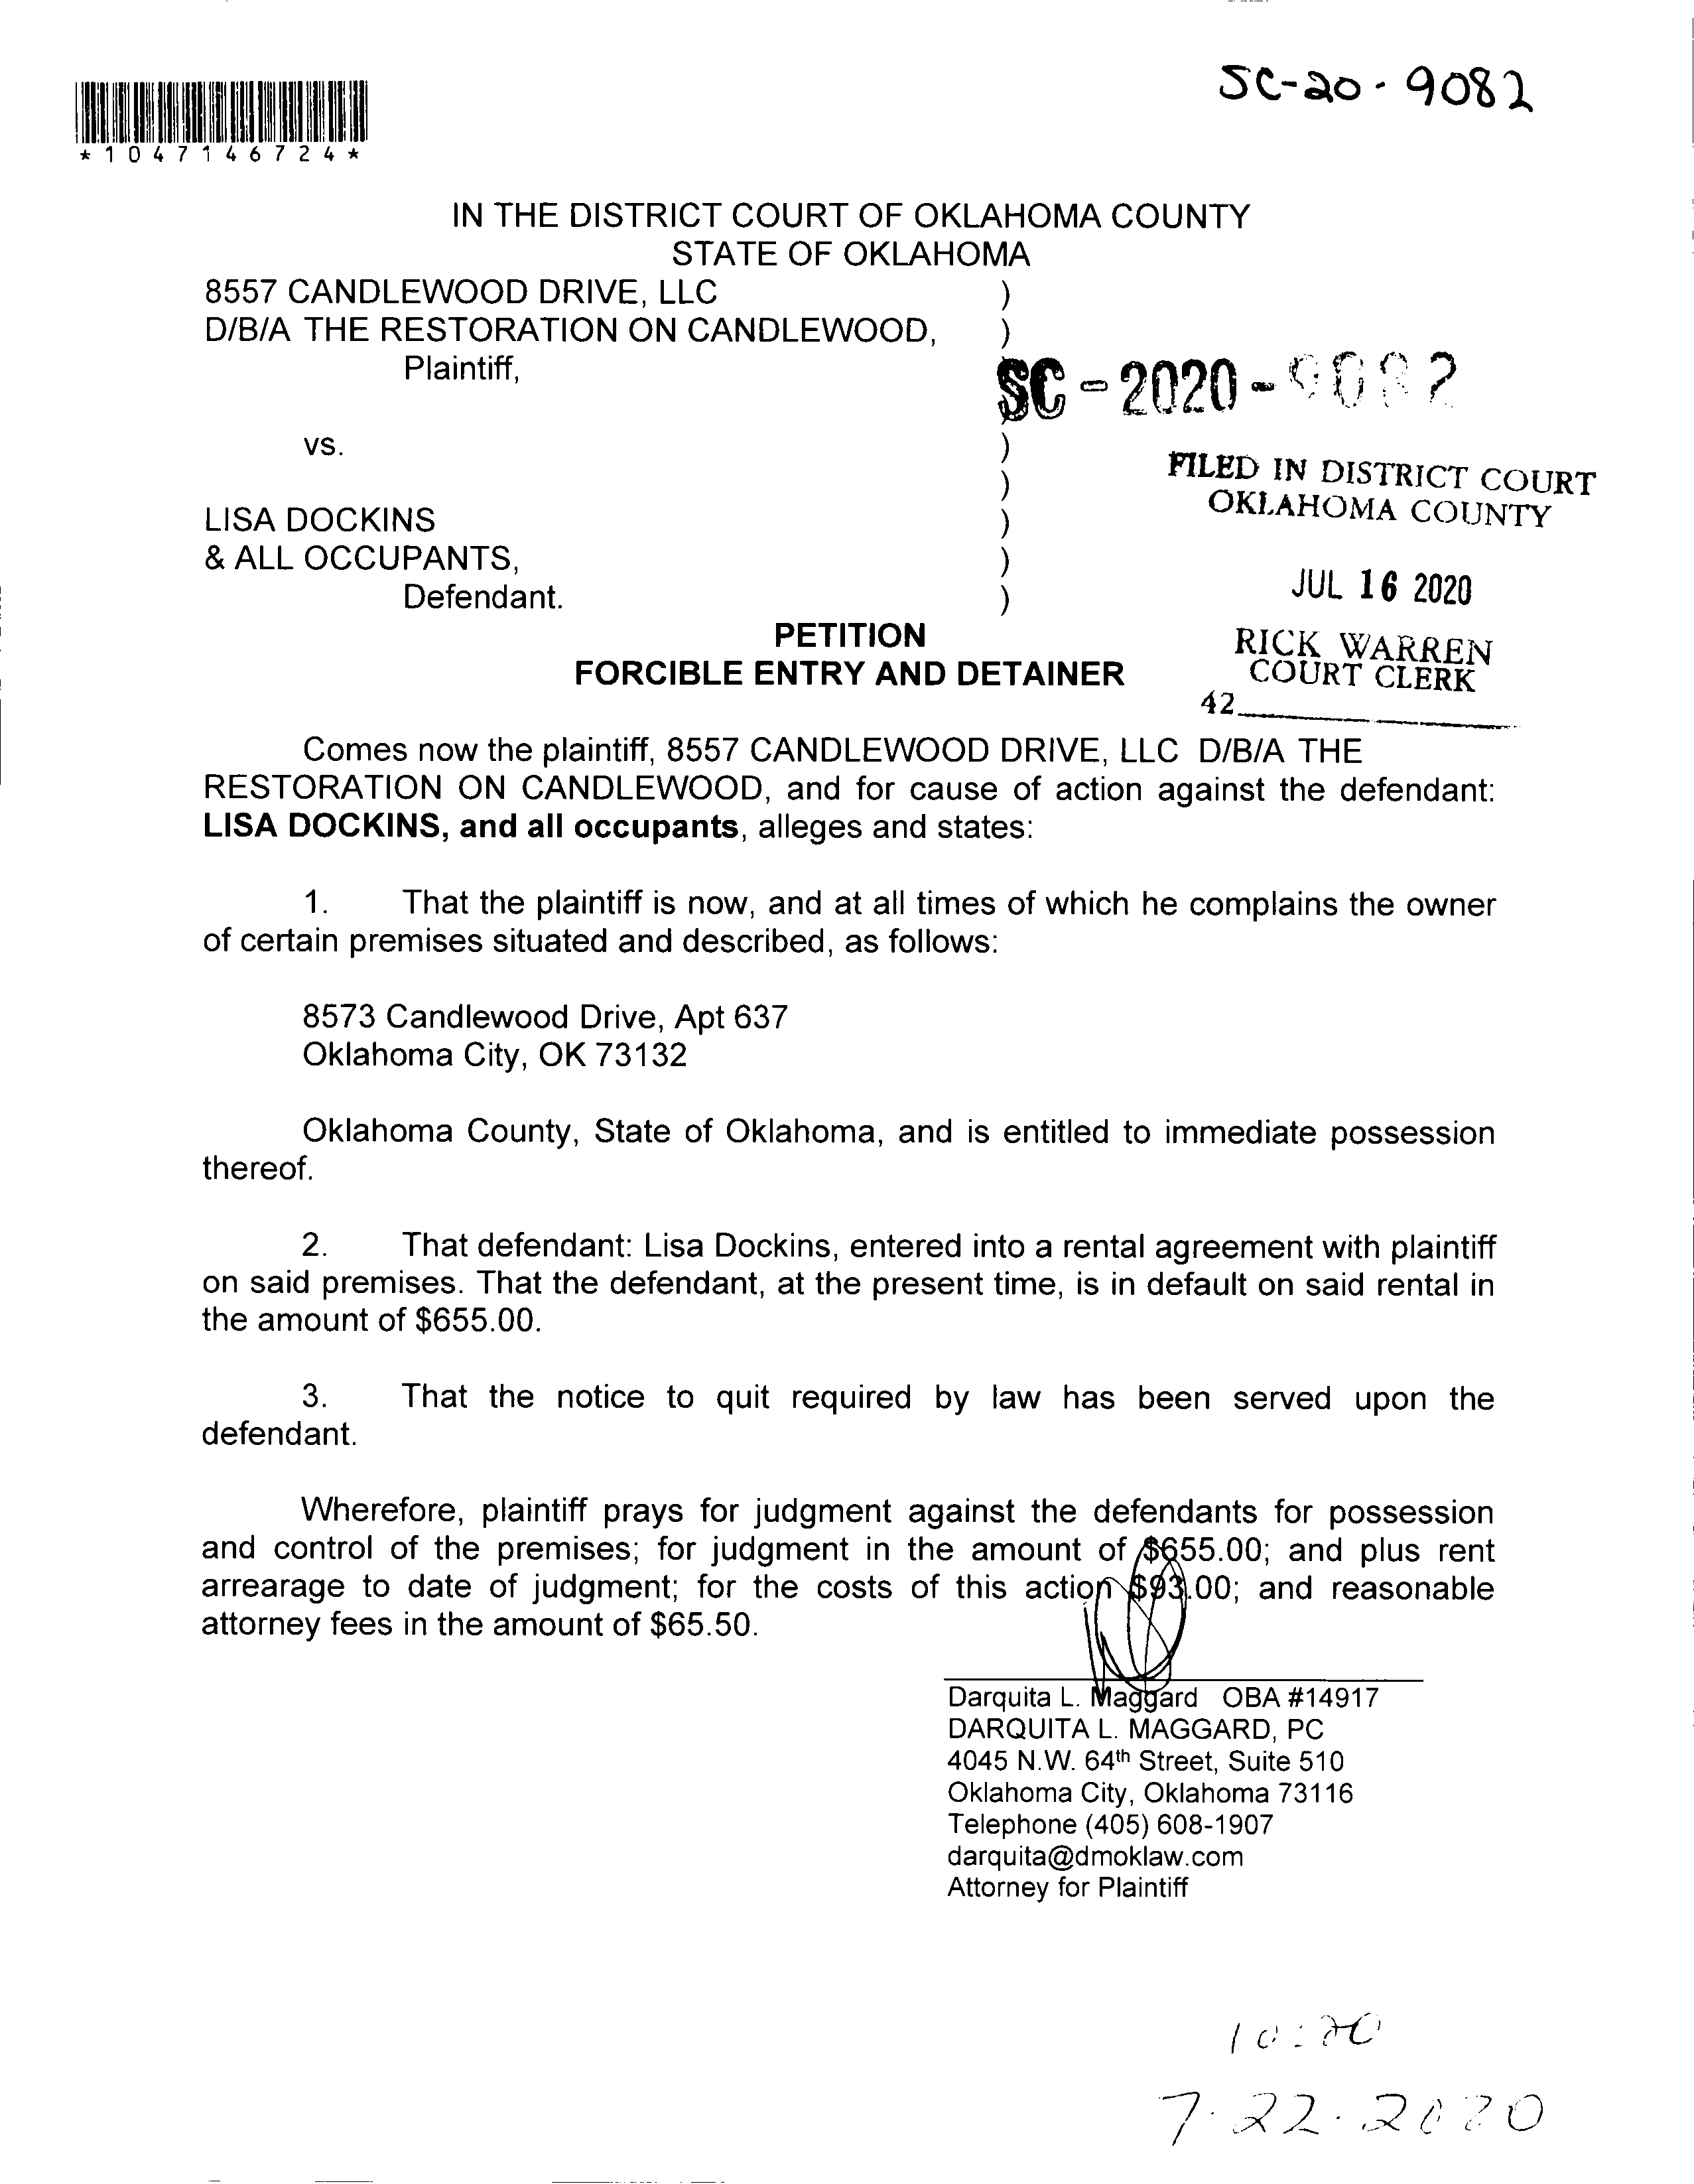 SC-20-9082
*1047146724*
IN THE DISTRICT COURT OF OKLAHOMA COUNTY
STATE OF OKLAHOMA
8557 CANDLEWOOD DRIVE, LLC )
D/B/A THE RESTORATION ON CANDLEWOOD, )
Plaintiff,
SC-2020-9082
vs. )
)
FILED IN DISTRICT COURT
OKLAHOMA COUNTY
LISA DOCKINS )
& ALL OCCUPANTS, )
Defendant. )
JUL 16 2020
PETITION
FORCIBLE ENTRY AND DETAINER
RICK WARREN
COURT CLERK
42
Comes now the plaintiff, 8557 CANDLEWOOD DRIVE, LLC D/B/A THE
RESTORATION ON CANDLEWOOD, and for cause of action against the defendant:
LISA DOCKINS, and all occupants, alleges and states:
1. That the plaintiff is now, and at all times of which he complains the owner
of certain premises situated and described, as follows:
8573 Candlewood Drive, Apt 637
Oklahoma City, OK 73132
Oklahoma County, State of Oklahoma, and is entitled to immediate possession
thereof.
2. That defendant: Lisa Dockins, entered into a rental agreement with plaintiff
on said premises. That the defendant, at the present time, is in default on said rental in
the amount of $655.00.
3. That the notice to quit required by law has been served upon the
defendant.
Wherefore, plaintiff prays for judgment against the defendants for possession
and control of the premises; for judgment in the amount of $655.00; and plus rent
arrearage to date of judgment; for the costs of this action $93.00; and reasonable
attorney fees in the amount of $65.50.
Darquita L. Maggard OBA #14917
DARQUITA L. MAGGARD, PC
4045 N.W. 64th Street, Suite 510
Oklahoma City, Oklahoma 73116
Telephone (405) 608-1907
darquita@dmoklaw.com
Attorney for Plaintiff
10:20
7.22.2020